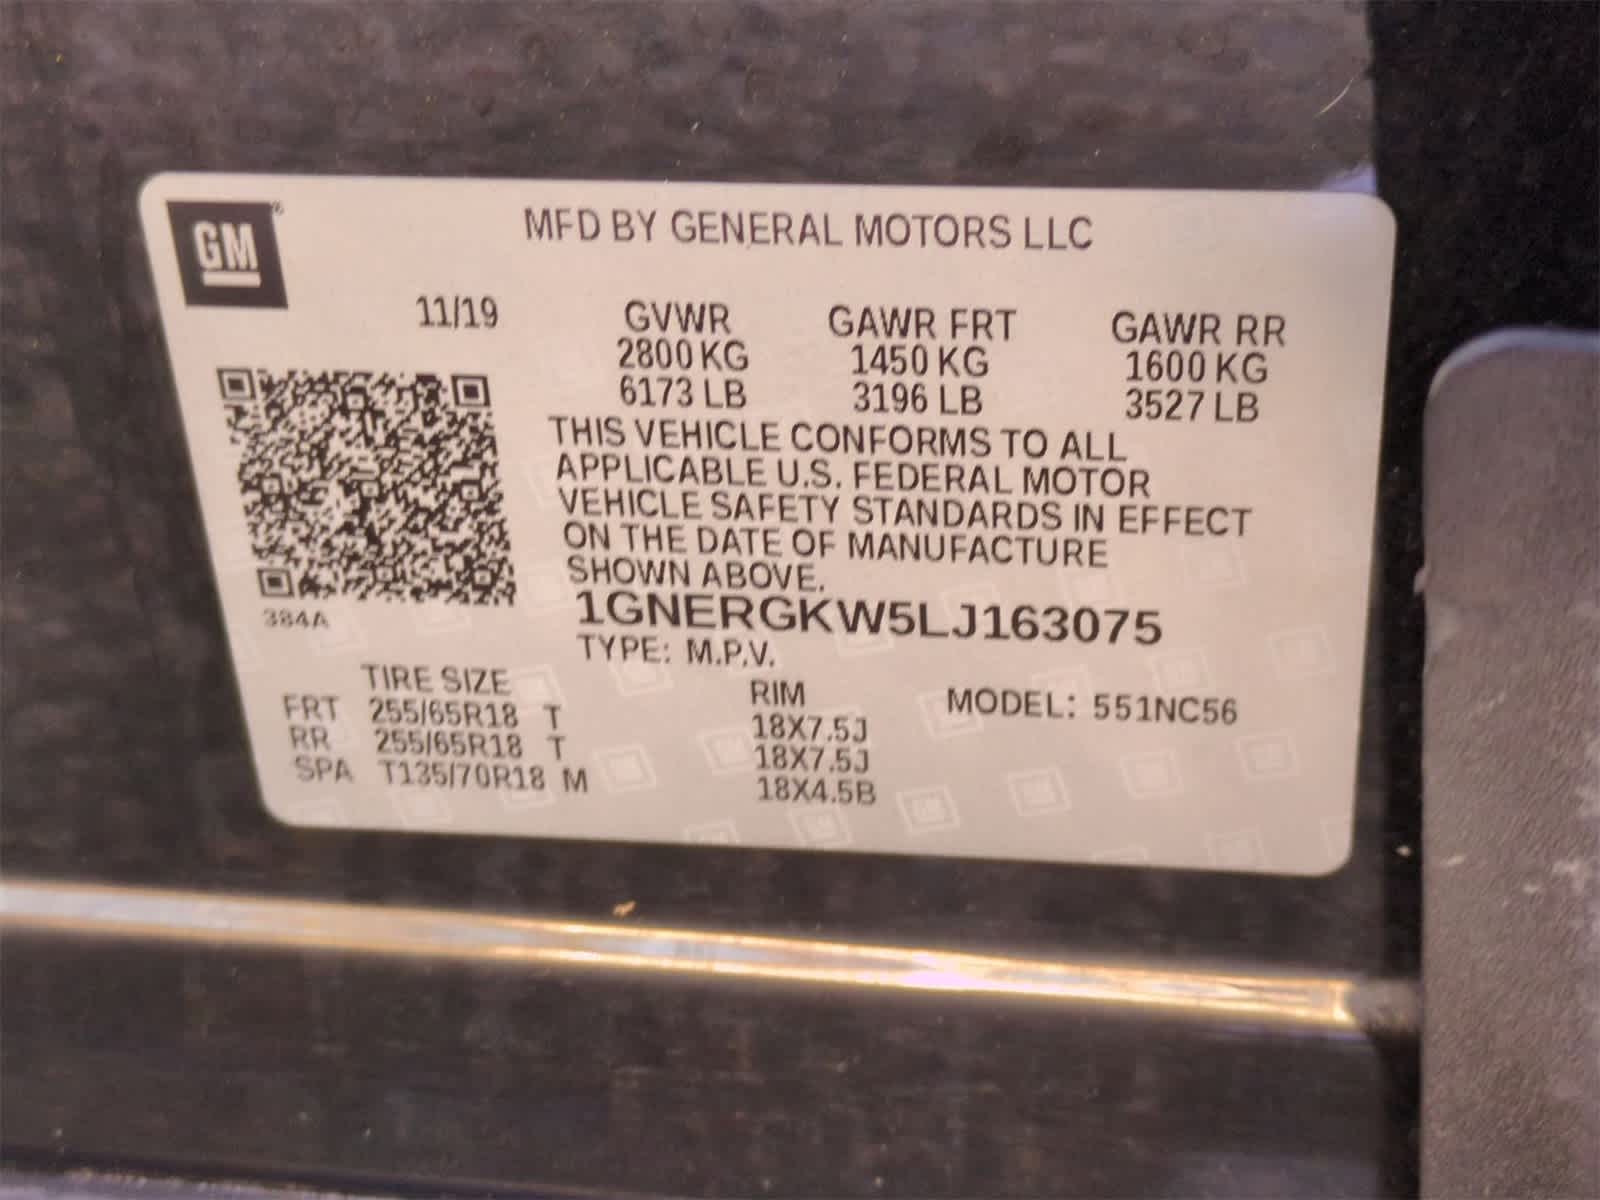 GM
MFD BY GENERAL MOTORS LLC
11/19 GVWR GAWR FRT GAWR RR
2800 KG 1450 KG 1600 KG
6173 LB 3196 LB 3527 LB
THIS VEHICLE CONFORMS TO ALL
APPLICABLE U.S. FEDERAL MOTOR
VEHICLE SAFETY STANDARDS IN EFFECT
ON THE DATE OF MANUFACTURE
SHOWN ABOVE.
384A
1GNERGKW5LJ163075
TYPE: M.P.V.
TIRE SIZE RIM MODEL: 551NC56
FRT 255/65R18 T 18X7.5J
RR 255/65R18 T 18X7.5J
SPA T135/70R18 M 18X4.5B